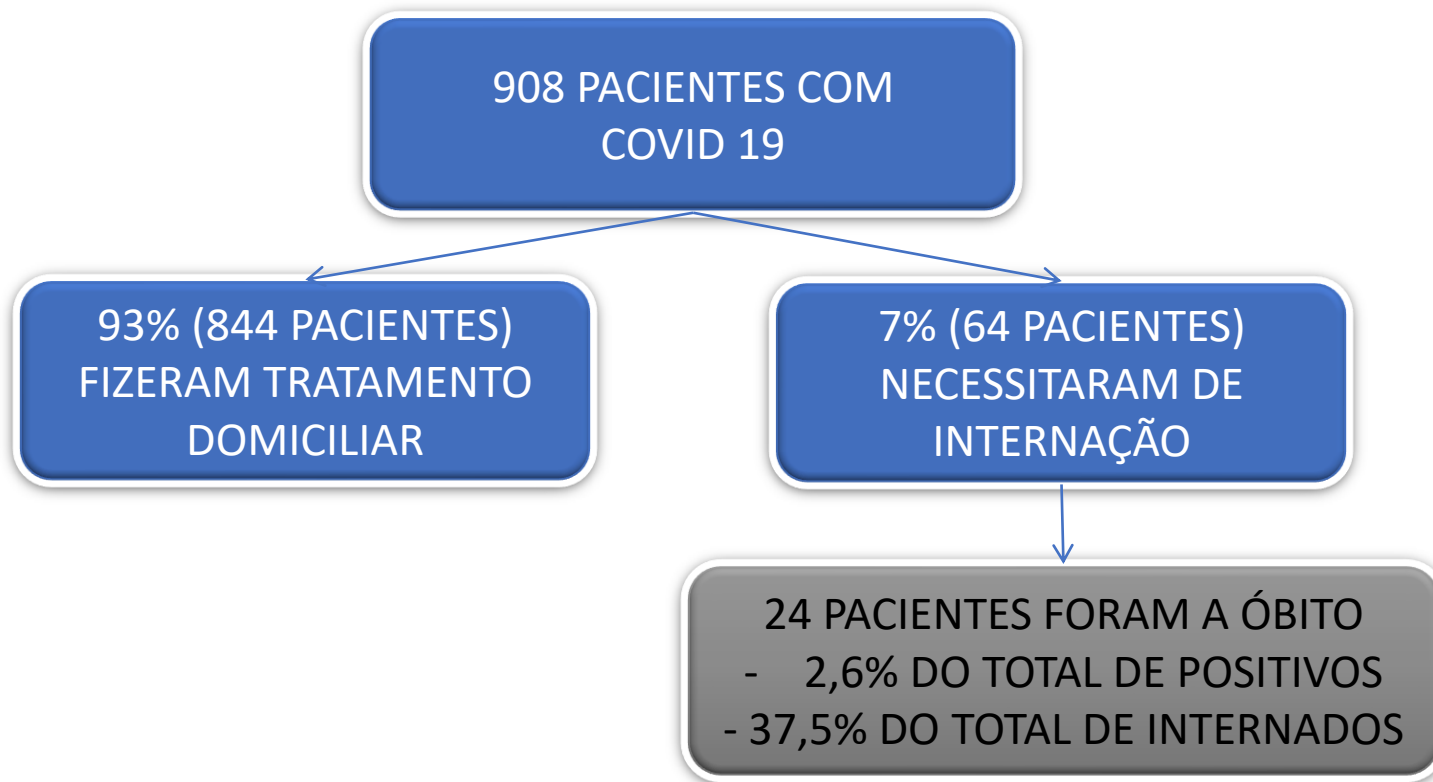 908 PACIENTES COM
COVID 19
93% (844 PACIENTES)
FIZERAM TRATAMENTO
DOMICILIAR
7% (64 PACIENTES)
NECESSITARAM DE
INTERNAÇÃO
24 PACIENTES FORAM A ÓBITO
- 2,6% DO TOTAL DE POSITIVOS
- 37,5% DO TOTAL DE INTERNADOS